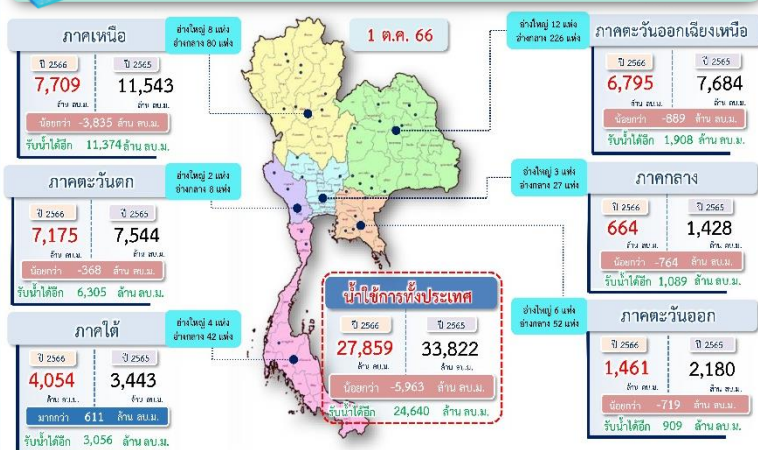 ภาคเหนือ
ปี 2566 ปี 2565
7,709 11,543
ล้าน ลบ.ม. ล้าน ลบ.ม.
น้อยกว่า -3,835 ล้าน ลบ.ม.
รับน้ำได้อีก 11,374 ล้าน ลบ.ม.
อ่างใหญ่ 8 แห่ง
อ่างกลาง 80 แห่ง
1 ต.ค. 66
อ่างใหญ่ 12 แห่ง
อ่างกลาง 226 แห่ง
ภาคตะวันออกเฉียงเหนือ
ปี 2566 ปี 2565
6,795 7,684
ล้าน ลบ.ม. ล้าน ลบ.ม.
น้อยกว่า -889 ล้าน ลบ.ม.
รับน้ำได้อีก 1,908 ล้าน ลบ.ม.
ภาคตะวันตก
ปี 2566 ปี 2565
7,175 7,544
ล้าน ลบ.ม. ล้าน ลบ.ม.
น้อยกว่า -368 ล้าน ลบ.ม.
รับน้ำได้อีก 6,305 ล้าน ลบ.ม.
อ่างใหญ่ 2 แห่ง
อ่างกลาง 8 แห่ง
อ่างใหญ่ 3 แห่ง
อ่างกลาง 27 แห่ง
ภาคกลาง
ปี 2566 ปี 2565
664 1,428
ล้าน ลบ.ม. ล้าน ลบ.ม.
น้อยกว่า -764 ล้าน ลบ.ม.
รับน้ำได้อีก 1,089 ล้าน ลบ.ม.
ภาคใต้
ปี 2566 ปี 2565
4,054 3,443
ล้าน ลบ.ม. ล้าน ลบ.ม.
มากกว่า 611 ล้าน ลบ.ม.
รับน้ำได้อีก 3,056 ล้าน ลบ.ม.
อ่างใหญ่ 4 แห่ง
อ่างกลาง 42 แห่ง
น้ำใช้การทั้งประเทศ
ปี 2566 ปี 2565
27,859 33,822
ล้าน ลบ.ม. ล้าน ลบ.ม.
น้อยกว่า -5,963 ล้าน ลบ.ม.
รับน้ำได้อีก 24,640 ล้าน ลบ.ม.
อ่างใหญ่ 6 แห่ง
อ่างกลาง 52 แห่ง
ภาคตะวันออก
ปี 2566 ปี 2565
1,461 2,180
ล้าน ลบ.ม. ล้าน ลบ.ม.
น้อยกว่า -719 ล้าน ลบ.ม.
รับน้ำได้อีก 909 ล้าน ลบ.ม.